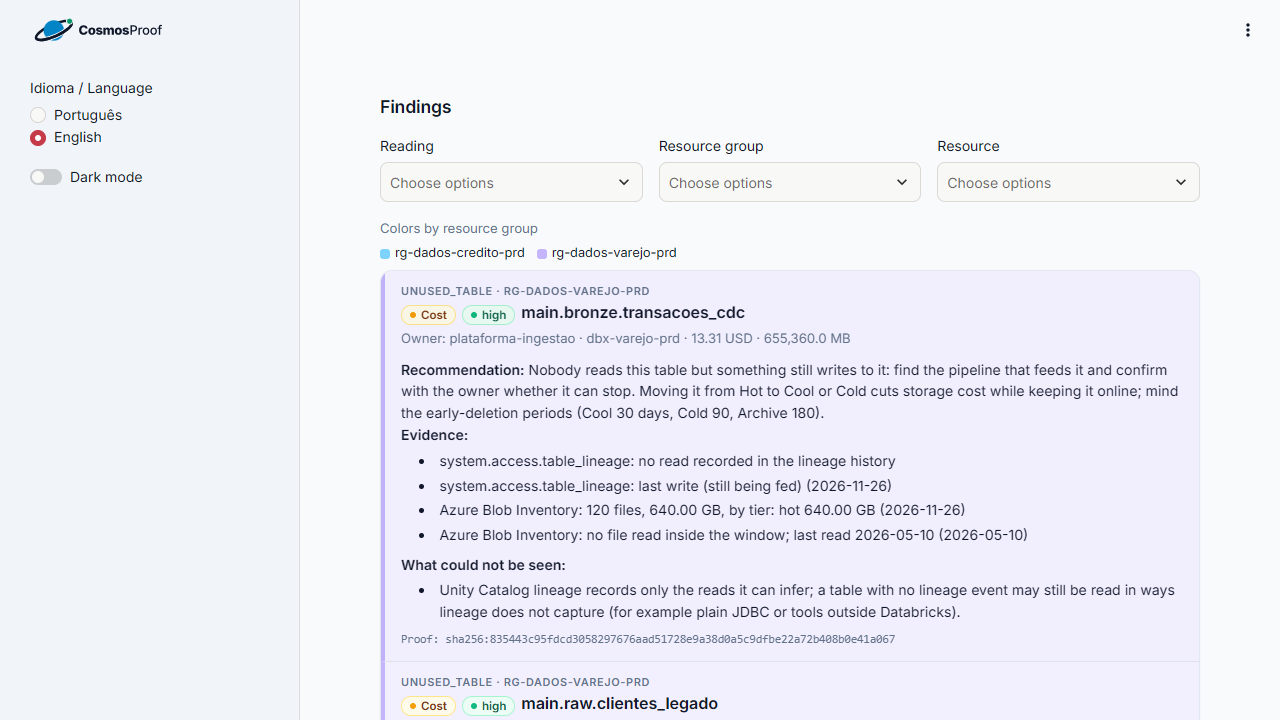 CosmosProof
Idioma / Language
Português
English
Dark mode
Findings
Reading
Resource group
Resource
Choose options
Choose options
Choose options
Colors by resource group
rg-dados-credito-prd
rg-dados-varejo-prd
UNUSED_TABLE · RG-DADOS-VAREJO-PRD
Cost high main.bronze.transacoes_cdc
Owner: plataforma-ingestao · dbx-varejo-prd · 13.31 USD · 655,360.0 MB
Recommendation: Nobody reads this table but something still writes to it: find the pipeline that feeds it and confirm
with the owner whether it can stop. Moving it from Hot to Cool or Cold cuts storage cost while keeping it online; mind
the early-deletion periods (Cool 30 days, Cold 90, Archive 180).
Evidence:
system.access.table_lineage: no read recorded in the lineage history
system.access.table_lineage: last write (still being fed) (2026-11-26)
Azure Blob Inventory: 120 files, 640.00 GB, by tier: hot 640.00 GB (2026-11-26)
Azure Blob Inventory: no file read inside the window; last read 2026-05-10 (2026-05-10)
What could not be seen:
Unity Catalog lineage records only the reads it can infer; a table with no lineage event may still be read in ways
lineage does not capture (for example plain JDBC or tools outside Databricks).
Proof: sha256:835443c95fdcd3058297676aad51728e9a38d0a5c9dfbe22a72b408b0e41a067
UNUSED_TABLE · RG-DADOS-VAREJO-PRD
Cost high main.raw.clientes_legado